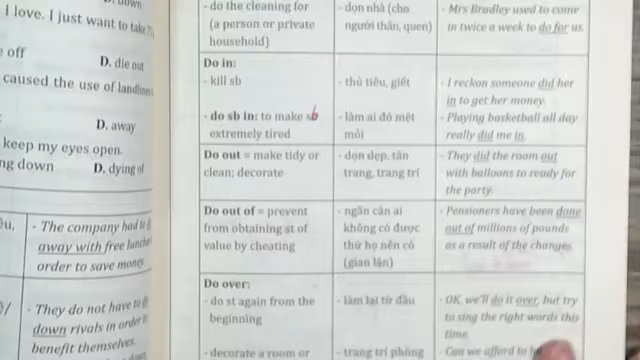 D. down
I love. I just want to take
e off
D. die out
caused the use of landlines
D. away
keep my eyes open.
ng down
D. dying of
- The company had to
away with free lunches
order to save money.
- They do not have to
down rivals in order
benefit themselves.
- do the cleaning for
(a person or private
household)
- dọn nhà (cho
người thân, quen)
- Mrs Bradley used to come
in twice a week to do for us.
Do in:
- kill sb
- thủ tiêu, giết
- I reckon someone did her
in to get her money.
- do sb in: to make sb
extremely tired
- làm ai đó mệt
mỏi
- Playing basketball all day
really did me in.
Do out = make tidy or
clean; decorate
- dọn dẹp, tân
trang, trang trí
- They did the room out
with balloons to ready for
the party.
Do out of = prevent
from obtaining st of
value by cheating
- ngăn cản ai
không có được
thứ họ nên có
(gian lận)
- Pensioners have been done
out of millions of pounds
as a result of the changes.
Do over:
- do st again from the
beginning
- làm lại từ đầu
- OK, we'll do it over, but try
to sing the right words this
time.
- decorate a room or
- trang trí phòng
- Can we afford to